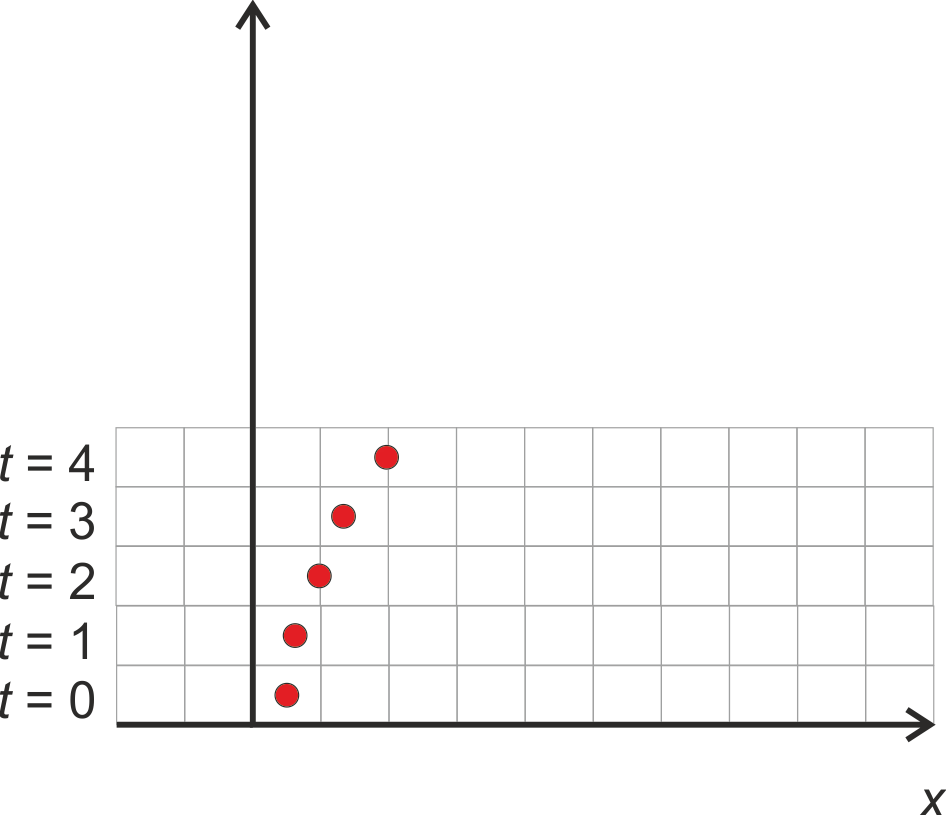 t = 4
t = 3
t = 2
t = 1
t = 0
x